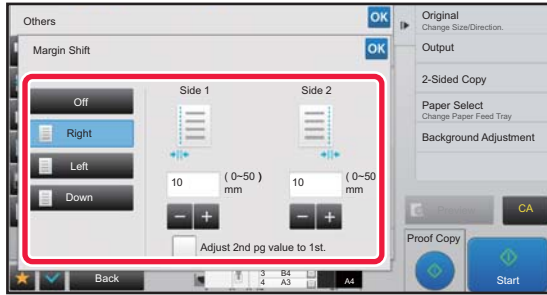 Others
OK
Margin Shift
OK
Off
Right
Left
Down
Side 1
Side 2
10
( 0~50 )
mm
10
( 0~50
mm
Adjust 2nd pg value to 1st.
Back
3 B4
4 A3
A4
Original
Change Size/Direction.
Output
2-Sided Copy
Paper Select
Change Paper Feed Tray
Background Adjustment
CA
Proof Copy
Start